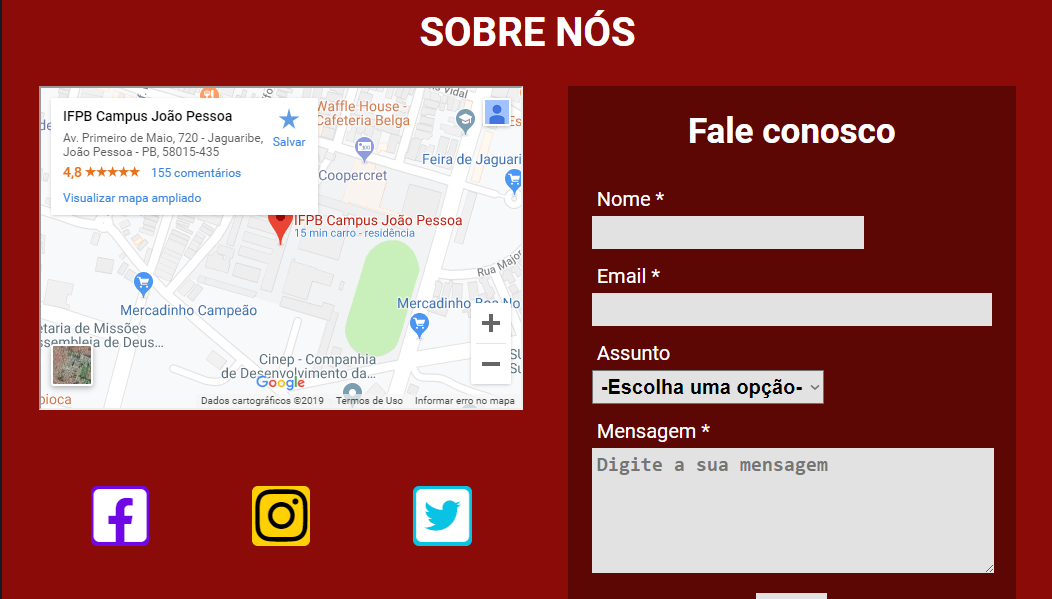 SOBRE NÓS
IFPB Campus João Pessoa
Av. Primeiro de Maio, 720 - Jaguaribe,
João Pessoa - PB, 58015-435
4,8 ★★★★★ 155 comentários
Visualizar mapa ampliado
Salvar
Waffle House -
Cafeteria Belga
da Vidal
Feira de Jaguari
Coopercret
IFPB Campus João Pessoa
15 min carro - residência
Rua Major
Mercadinho Campeão
Mercadinho Boa No
etaria de Missões
ssembleia de Deus...
Cinep - Companhia
de Desenvolvimento da...
Google
pioca
Dados cartográficos ©2019 Termos de Uso Informar erro no mapa
Fale conosco
Nome *
Email *
Assunto
-Escolha uma opção-
Mensagem *
Digite a sua mensagem